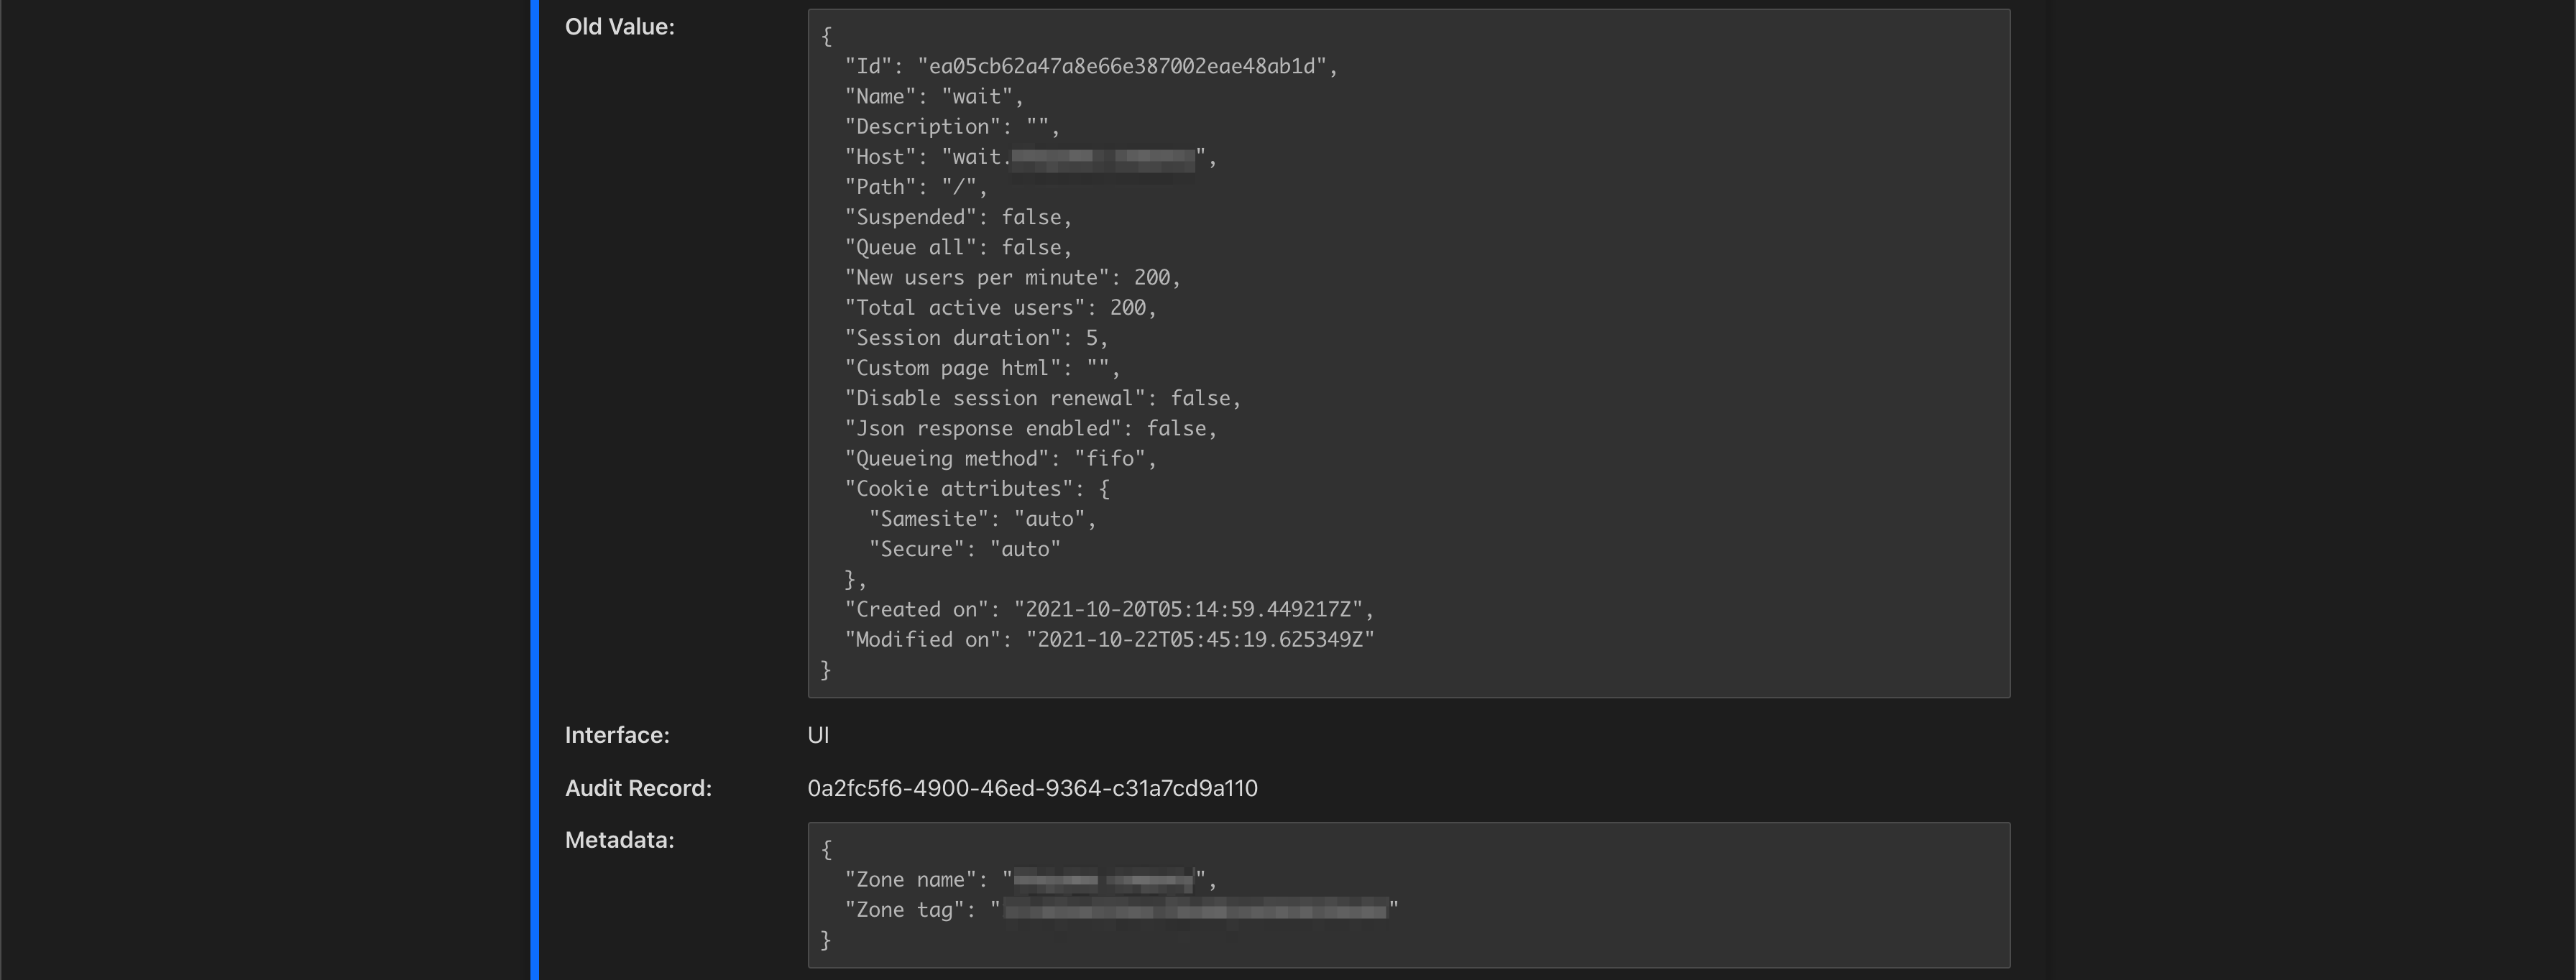 Old Value:
{
"Id": "ea05cb62a47a8e66e387002eae48ab1d",
"Name": "wait",
"Description": "",
"Host": "wait.",
"Path": "/",
"Suspended": false,
"Queue all": false,
"New users per minute": 200,
"Total active users": 200,
"Session duration": 5,
"Custom page html": "",
"Disable session renewal": false,
"Json response enabled": false,
"Queueing method": "fifo",
"Cookie attributes": {
"Samesite": "auto",
"Secure": "auto"
},
"Created on": "2021-10-20T05:14:59.449217Z",
"Modified on": "2021-10-22T05:45:19.625349Z"
}
Interface: UI
Audit Record: 0a2fc5f6-4900-46ed-9364-c31a7cd9a110
Metadata:
{
"Zone name": "",
"Zone tag": ""
}